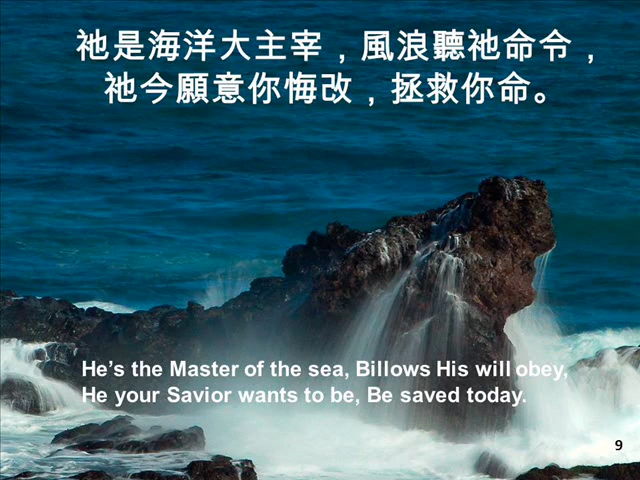 祂是海洋大主宰，風浪聽祂命令，
祂今願意你悔改，拯救你命。
He’s the Master of the sea, Billows His will obey,
He your Savior wants to be, Be saved today.
9